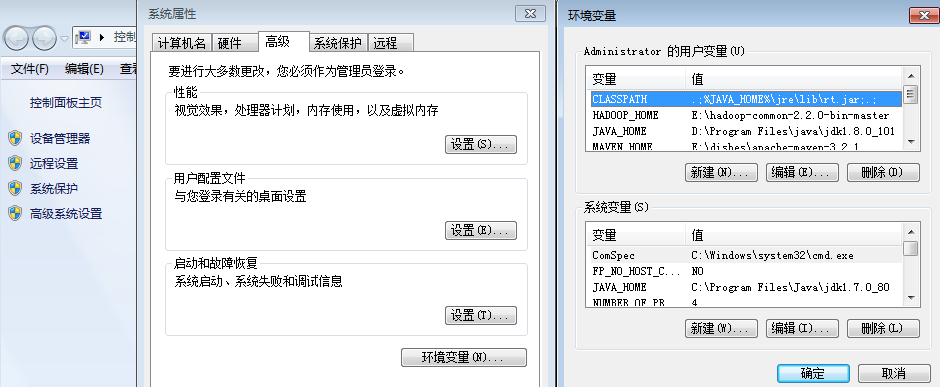 控制
文件(F) 编辑(E) 查看
控制面板主页
设备管理器
远程设置
系统保护
高级系统设置
系统属性
计算机名 硬件 高级 系统保护 远程
要进行大多数更改，您必须作为管理员登录。
性能
视觉效果，处理器计划，内存使用，以及虚拟内存
设置(S)...
用户配置文件
与您登录有关的桌面设置
设置(E)...
启动和故障恢复
系统启动、系统失败和调试信息
设置(T)...
环境变量(N)...
环境变量
Administrator 的用户变量(U)
变量 值
CLASSPATH .;%JAVA_HOME%\jre\lib\rt.jar;.;
HADOOP_HOME E:\hadoop-common-2.2.0-bin-master
JAVA_HOME D:\Program Files\java\jdk1.8.0_101
MAVEN_HOME E:\dishes\apache-maven-3.2.1
新建(N)... 编辑(E)... 删除(D)
系统变量(S)
变量 值
ComSpec C:\Windows\system32\cmd.exe
FP_NO_HOST_C... NO
JAVA_HOME C:\Program Files\Java\jdk1.7.0_80
NUMBER_OF_PR... 4
新建(W)... 编辑(I)... 删除(L)
确定 取消